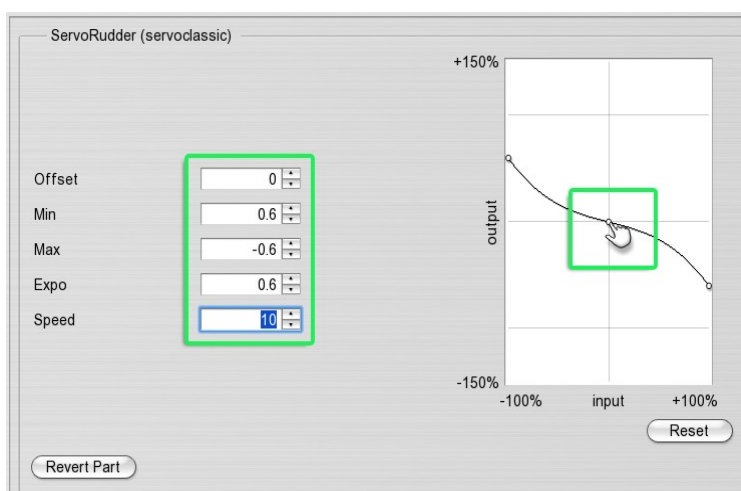 ServoRudder (servoclassic)
+150%
Offset 0
Min 0.6
Max -0.6
Expo 0.6
Speed 10
output
-150%
-100% input +100%
Reset
Revert Part